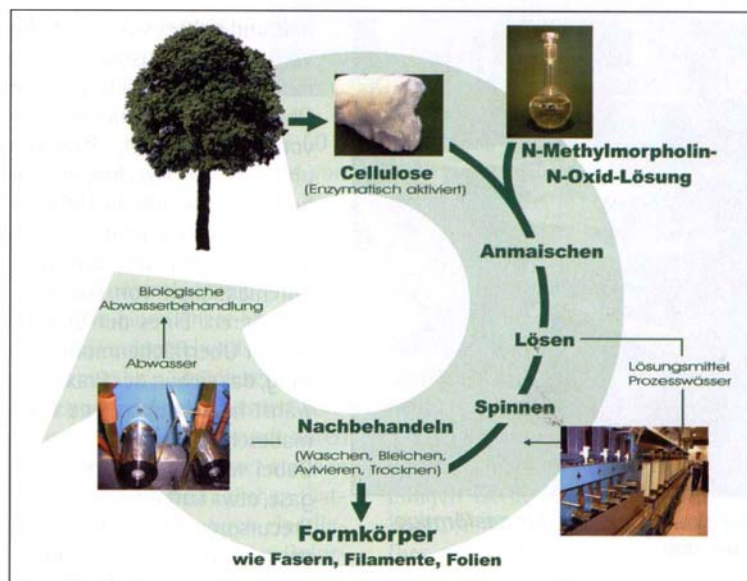 Cellulose
(Enzymatisch aktiviert)
N-Methylmorpholin-
N-Oxid-Lösung
Anmaischen
Biologische
Abwasserbehandlung
Lösen
Abwasser
Lösungsmittel
Prozesswässer
Spinnen
Nachbehandeln
(Waschen, Bleichen,
Avivieren, Trocknen)
Formkörper
wie Fasern, Filamente, Folien